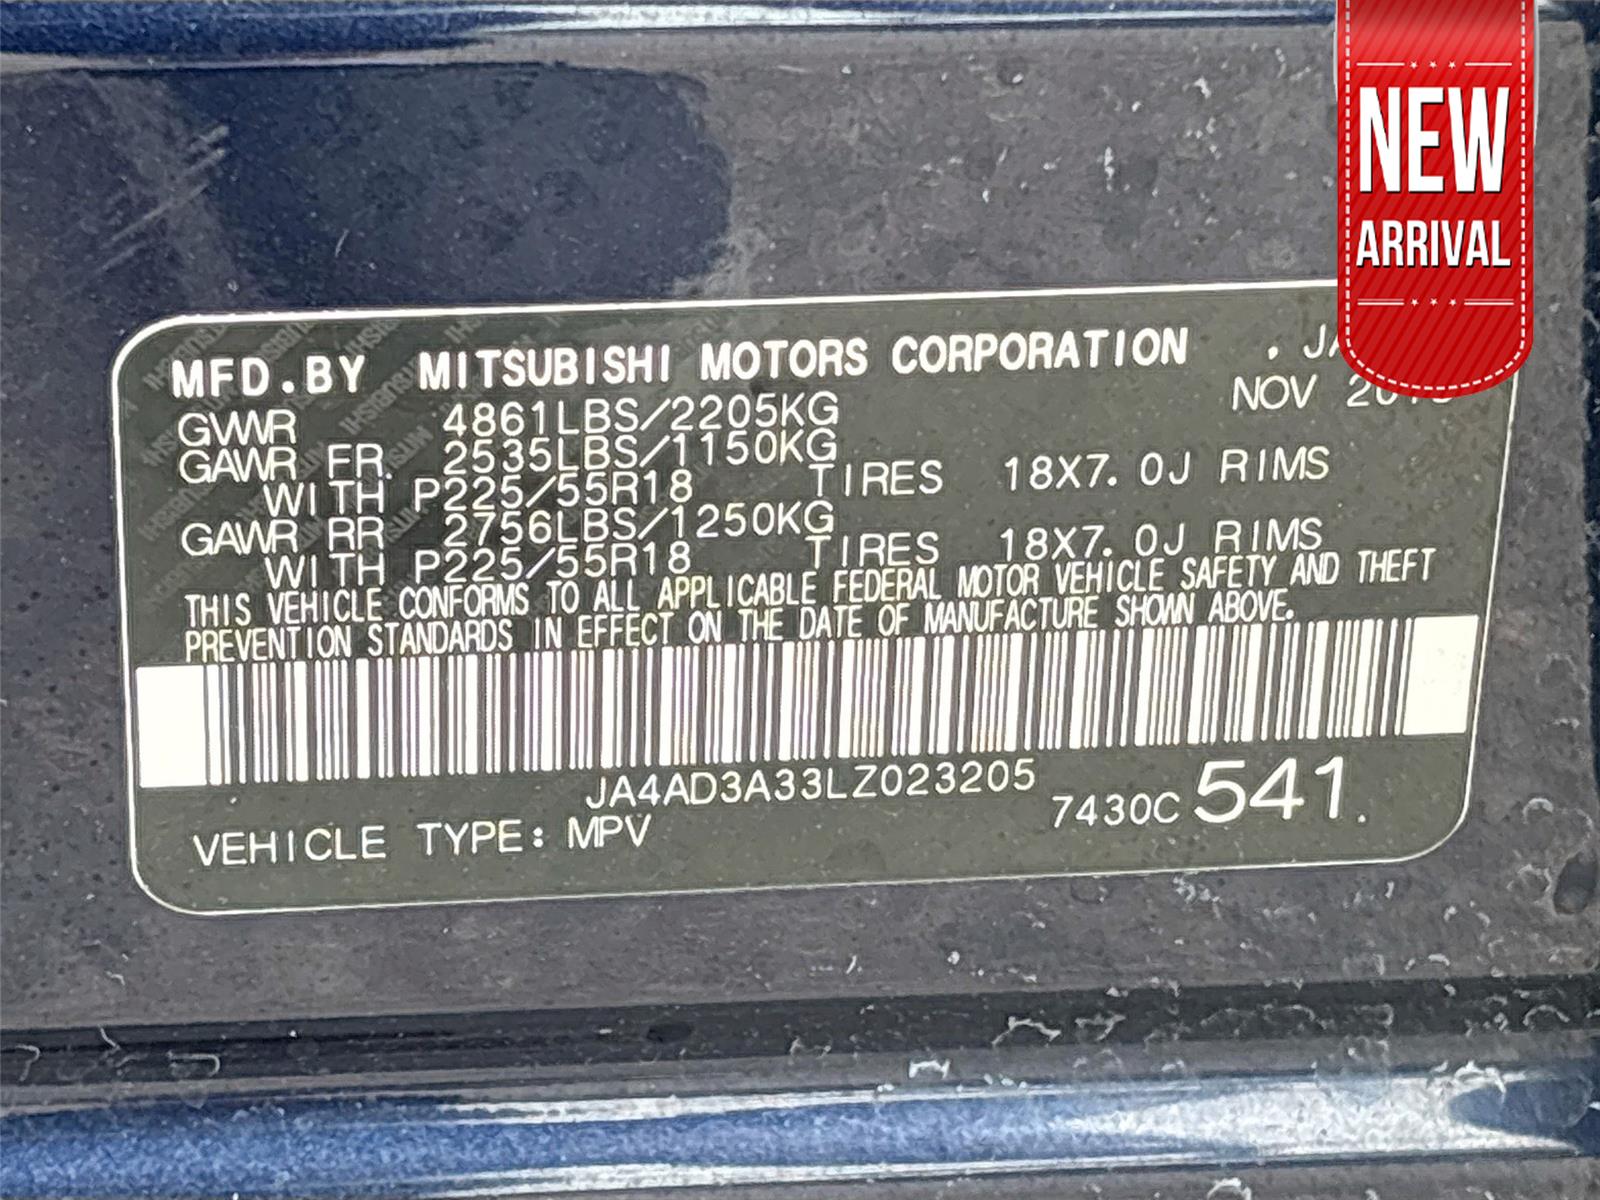 NEW
ARRIVAL
MFD.BY MITSUBISHI MOTORS CORPORATION .
NOV
GVWR 4861LBS/2205KG
GAWR FR. 2535LBS/1150KG
WITH P225/55R18 TIRES 18X7.0J RIMS
GAWR RR 2756LBS/1250KG
WITH P225/55R18 TIRES 18X7.0J RIMS
THIS VEHICLE CONFORMS TO ALL APPLICABLE FEDERAL MOTOR VEHICLE SAFETY AND THEFT
PREVENTION STANDARDS IN EFFECT ON THE DATE OF MANUFACTURE SHOWN ABOVE.
JA4AD3A33LZ023205
7430C 541.
VEHICLE TYPE: MPV